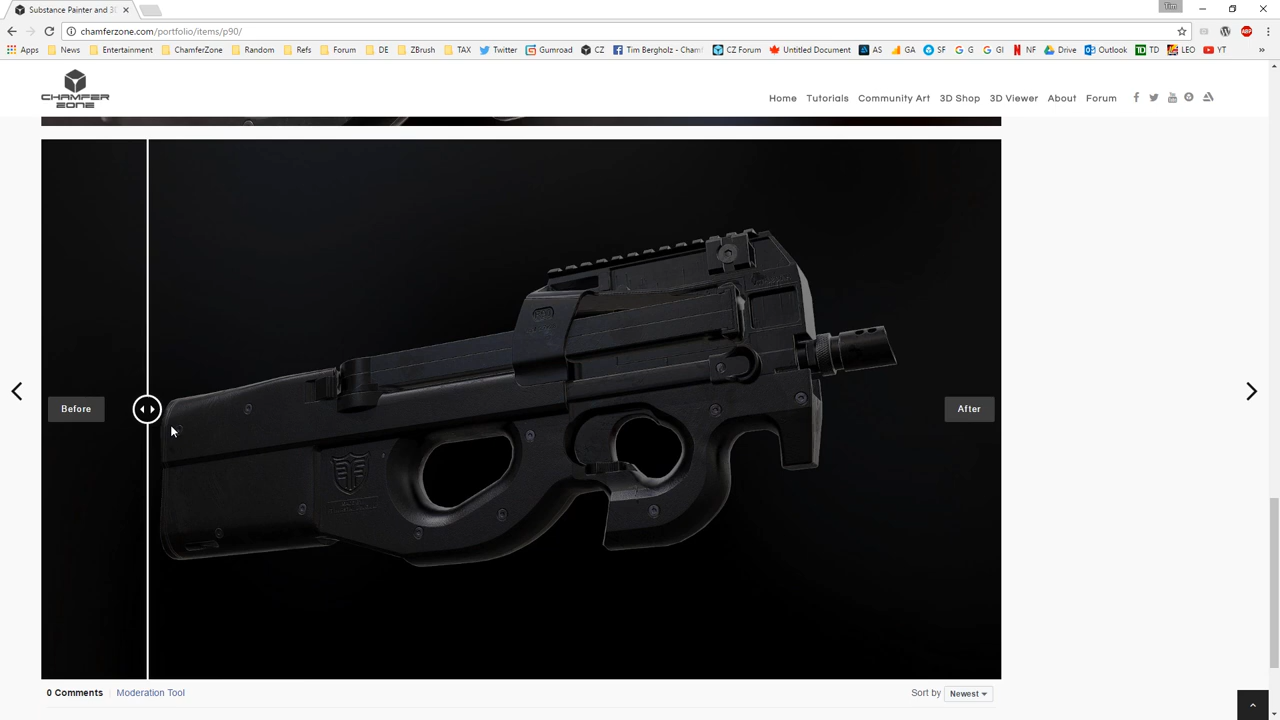 Substance Painter and 3D
Tim
chamferzone.com/portfolio/items/p90/
Apps News Entertainment ChamferZone Random Refs Forum DE ZBrush TAX Twitter Gumroad CZ Tim Bergholz - Chamf CZ Forum Untitled Document AS GA SF G GI NF Drive Outlook TD LEO YT »
CHAMFER
ZONE
Home Tutorials Community Art 3D Shop 3D Viewer About Forum
Before
After
0 Comments Moderation Tool Sort by Newest